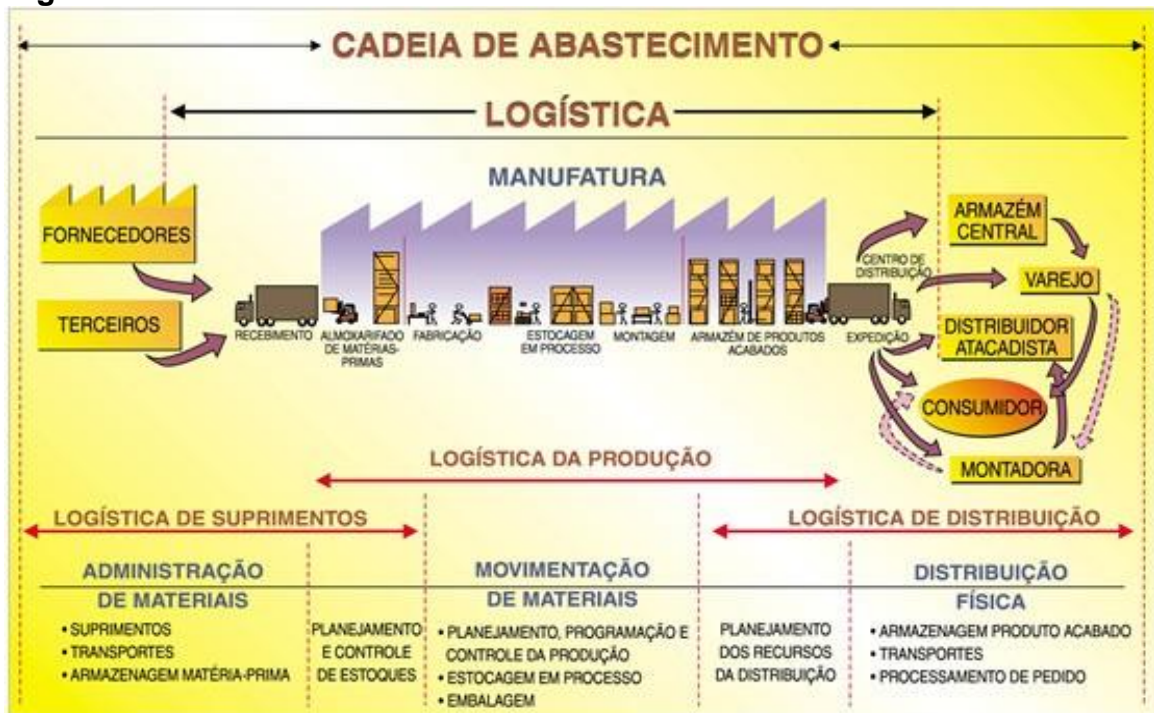 CADEIA DE ABASTECIMENTO
LOGÍSTICA
MANUFATURA
FORNECEDORES
TERCEIROS
RECEBIMENTO
ALMOXARIFADO
DE MATÉRIAS-
PRIMAS
FABRICAÇÃO
ESTOCAGEM
EM PROCESSO
MONTAGEM
ARMAZÉM DE PRODUTOS
ACABADOS
EXPEDIÇÃO
CENTRO DE
DISTRIBUIÇÃO
ARMAZÉM
CENTRAL
VAREJO
DISTRIBUIDOR
ATACADISTA
CONSUMIDOR
MONTADORA
LOGÍSTICA DA PRODUÇÃO
LOGÍSTICA DE SUPRIMENTOS
LOGÍSTICA DE DISTRIBUIÇÃO
ADMINISTRAÇÃO
DE MATERIAIS
• SUPRIMENTOS
• TRANSPORTES
• ARMAZENAGEM MATÉRIA-PRIMA
PLANEJAMENTO
E CONTROLE
DE ESTOQUES
MOVIMENTAÇÃO
DE MATERIAIS
• PLANEJAMENTO, PROGRAMAÇÃO E
CONTROLE DA PRODUÇÃO
• ESTOCAGEM EM PROCESSO
• EMBALAGEM
PLANEJAMENTO
DOS RECURSOS
DA DISTRIBUIÇÃO
DISTRIBUIÇÃO
FÍSICA
• ARMAZENAGEM PRODUTO ACABADO
• TRANSPORTES
• PROCESSAMENTO DE PEDIDO